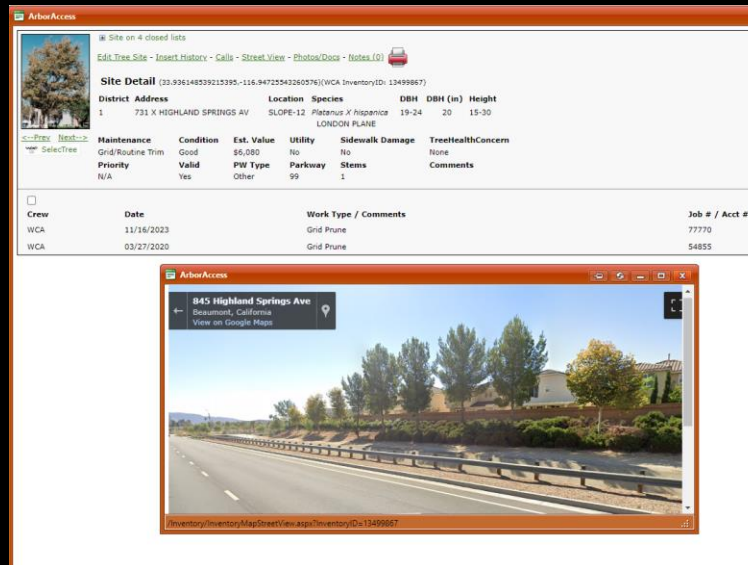 ArborAccess
Site on 4 closed lists
Edit Tree Site - Insert History - Calls - Street View - Photos/Docs - Notes (0)
Site Detail (33.936148539215395,-116.94725543260576)(WCA InventoryID: 13499867)
District Address Location Species DBH DBH (in) Height
1 731 X HIGHLAND SPRINGS AV SLOPE-12 Platanus X hispanica 19-24 20 15-30
LONDON PLANE
<--Prev Next-->
SelecTree
Maintenance Condition Est. Value Utility Sidewalk Damage TreeHealthConcern
Grid/Routine Trim Good $6,080 No No None
Priority Valid PW Type Parkway Stems Comments
N/A Yes Other 99 1
Crew Date Work Type / Comments Job # / Acct #
WCA 11/16/2023 Grid Prune 77770
WCA 03/27/2020 Grid Prune 54855
ArborAccess
845 Highland Springs Ave
Beaumont, California
View on Google Maps
/Inventory/InventoryMapStreetView.aspx?InventoryID=13499867